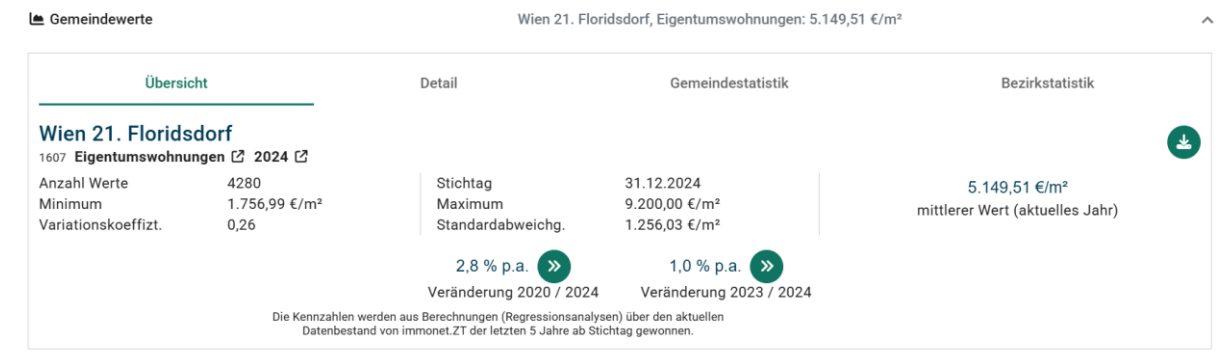 Gemeindewerte
Wien 21. Floridsdorf, Eigentumswohnungen: 5.149,51 €/m²
Übersicht
Detail
Gemeindestatistik
Bezirkstatistik
Wien 21. Floridsdorf
1607 Eigentumswohnungen 2024
Anzahl Werte 4280
Minimum 1.756,99 €/m²
Variationskoeffizt. 0,26
Stichtag 31.12.2024
Maximum 9.200,00 €/m²
Standardabweichg. 1.256,03 €/m²
5.149,51 €/m²
mittlerer Wert (aktuelles Jahr)
2,8 % p.a.
Veränderung 2020 / 2024
1,0 % p.a.
Veränderung 2023 / 2024
Die Kennzahlen werden aus Berechnungen (Regressionsanalysen) über den aktuellen
Datenbestand von immonet.ZT der letzten 5 Jahre ab Stichtag gewonnen.